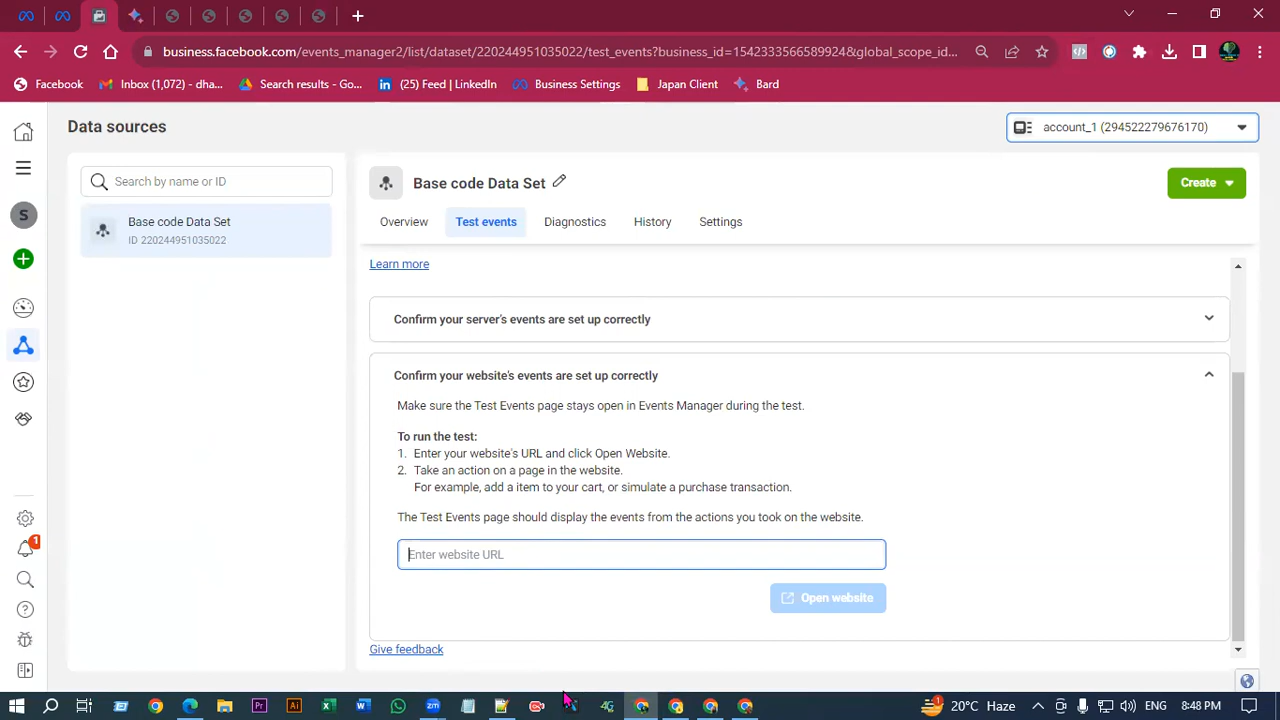 business.facebook.com/events_manager2/list/dataset/220244951035022/test_events?business_id=1542333566589924&global_scope_id...
Facebook
Inbox (1,072) - dha...
Search results - Go...
(25) Feed | LinkedIn
Business Settings
Japan Client
Bard
Data sources
account_1 (294522279676170)
Search by name or ID
Base code Data Set
ID 220244951035022
S
Base code Data Set
Create
Overview
Test events
Diagnostics
History
Settings
Learn more
Confirm your server's events are set up correctly
Confirm your website's events are set up correctly
Make sure the Test Events page stays open in Events Manager during the test.
To run the test:
1. Enter your website's URL and click Open Website.
2. Take an action on a page in the website.
For example, add a item to your cart, or simulate a purchase transaction.
The Test Events page should display the events from the actions you took on the website.
Enter website URL
Open website
Give feedback
1
4G
1
20°C Haze
ENG
8:48 PM